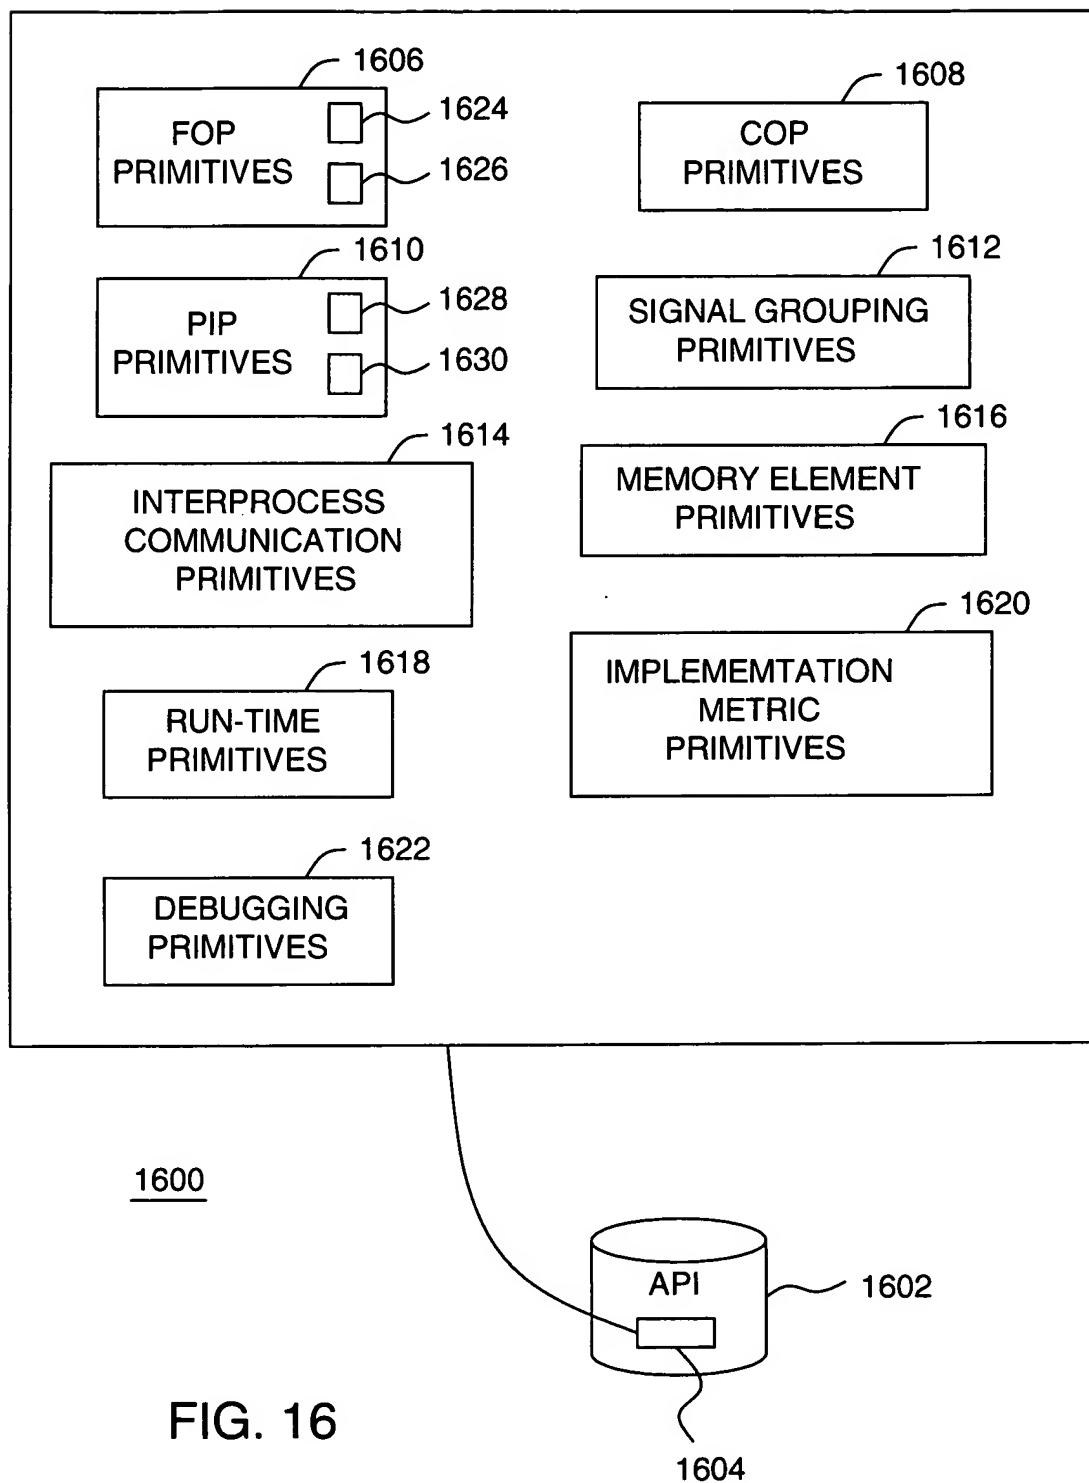 1606
FOP
PRIMITIVES
1624
1626
1608
COP
PRIMITIVES
1610
PIP
PRIMITIVES
1628
1630
1612
SIGNAL GROUPING
PRIMITIVES
1614
INTERPROCESS
COMMUNICATION
PRIMITIVES
1616
MEMORY ELEMENT
PRIMITIVES
1618
RUN-TIME
PRIMITIVES
1620
IMPLEMEMTATION
METRIC
PRIMITIVES
1622
DEBUGGING
PRIMITIVES
1600
API
1602
1604
FIG. 16